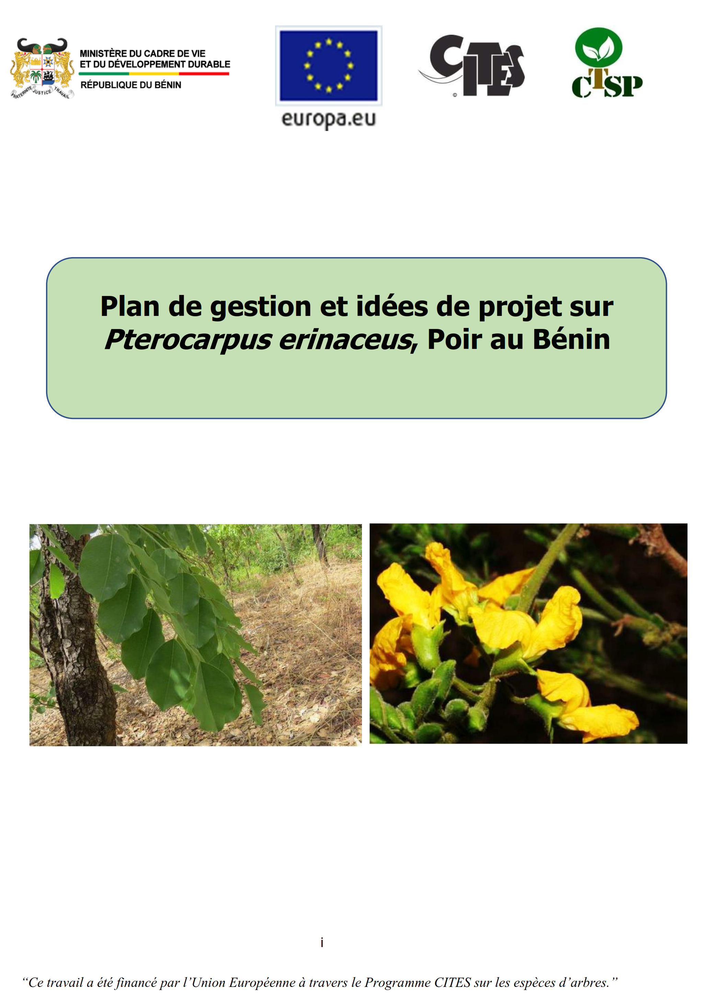 MINISTÈRE DU CADRE DE VIE
ET DU DÉVELOPPEMENT DURABLE
RÉPUBLIQUE DU BÉNIN
FRATERNITE JUSTICE TRAVAIL
europa.eu
CITES
©
CTSP
Plan de gestion et idées de projet sur
Pterocarpus erinaceus, Poir au Bénin
i
“Ce travail a été financé par l’Union Européenne à travers le Programme CITES sur les espèces d’arbres.”